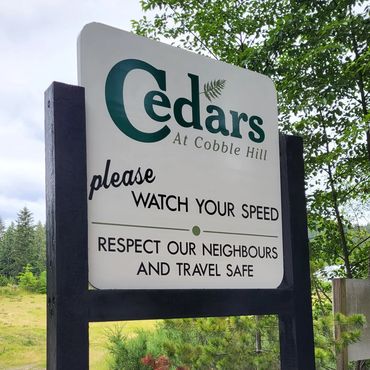 Cedars
At Cobble Hill
please
WATCH YOUR SPEED
RESPECT OUR NEIGHBOURS
AND TRAVEL SAFE